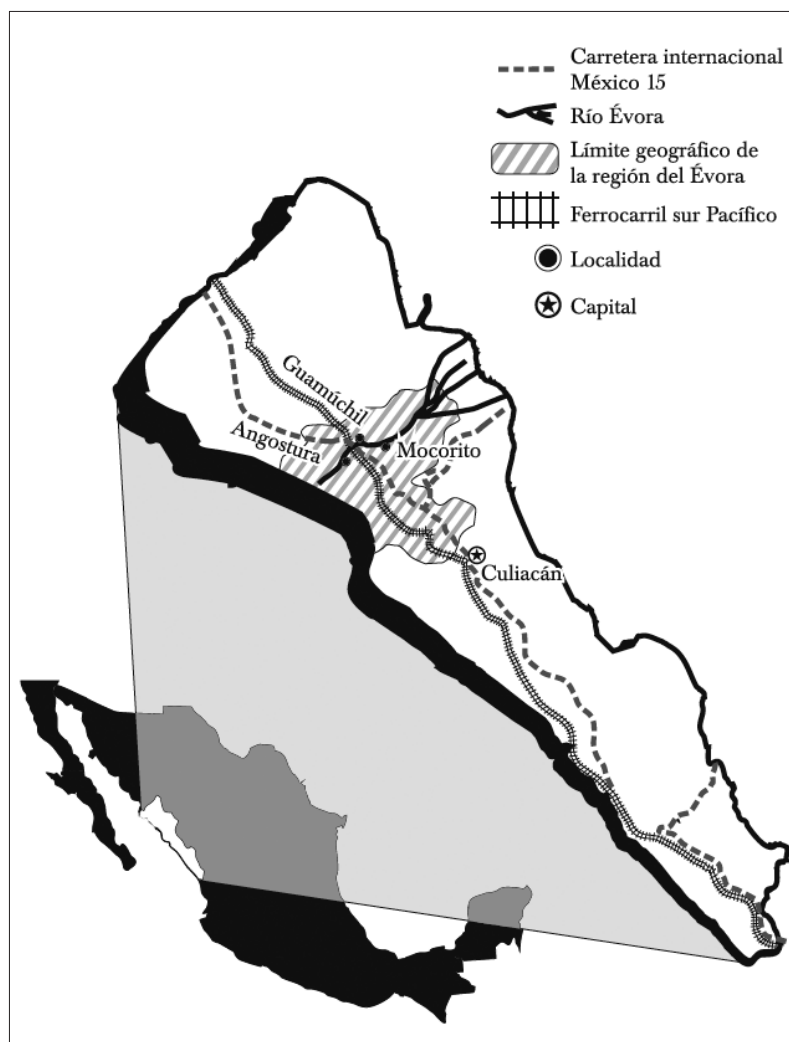 Carretera internacional
México 15
Río Évora
Límite geográfico de
la región del Évora
Ferrocarril sur Pacífico
Localidad
Capital
Guamúchil
Angostura
Mocorito
Culiacán